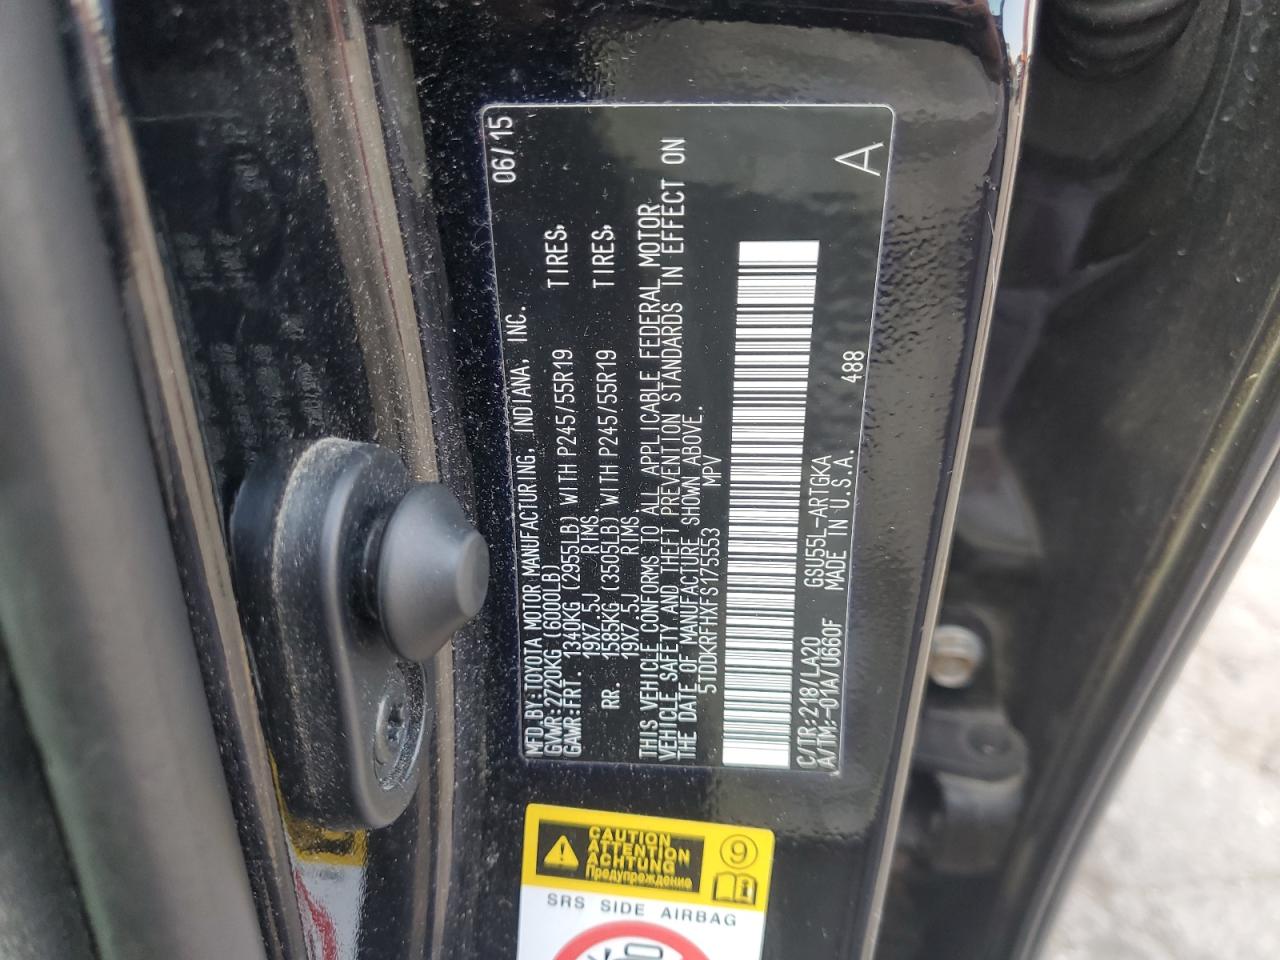 MFD.BY:TOYOTA MOTOR MANUFACTURING, INDIANA, INC. 06/15
GVWR:2720KG (6000LB)
GAWR:FRT. 1340KG (2955LB) WITH P245/55R19 TIRES,
19X7.5J RIMS,
RR. 1585KG (3505LB) WITH P245/55R19 TIRES,
19X7.5J RIMS
THIS VEHICLE CONFORMS TO ALL APPLICABLE FEDERAL MOTOR
VEHICLE SAFETY,AND THEFT PREVENTION STANDARDS IN EFFECT ON
THE DATE OF MANUFACTURE SHOWN ABOVE.
5TDDKRFHXFS175553 MPV
C/TR:218/LA20 GSU55L-ARTGKA 488
A/TM:-01A/U660F MADE IN U.S.A.
A
CAUTION
ATTENTION
ACHTUNG
Предупреждение
9
SRS SIDE AIRBAG